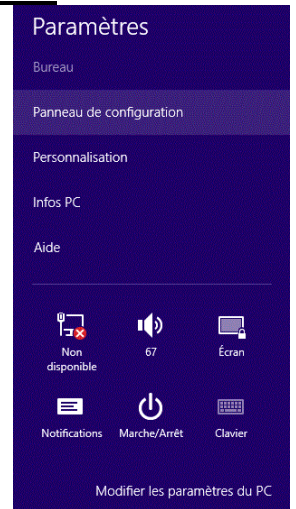 Paramètres
Bureau
Panneau de configuration
Personnalisation
Infos PC
Aide
Non
disponible
67
Écran
Notifications
Marche/Arrêt
Clavier
Modifier les paramètres du PC